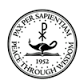 PAX PER SAPIENTIAM
PEACE THROUGH WISDOM
1952